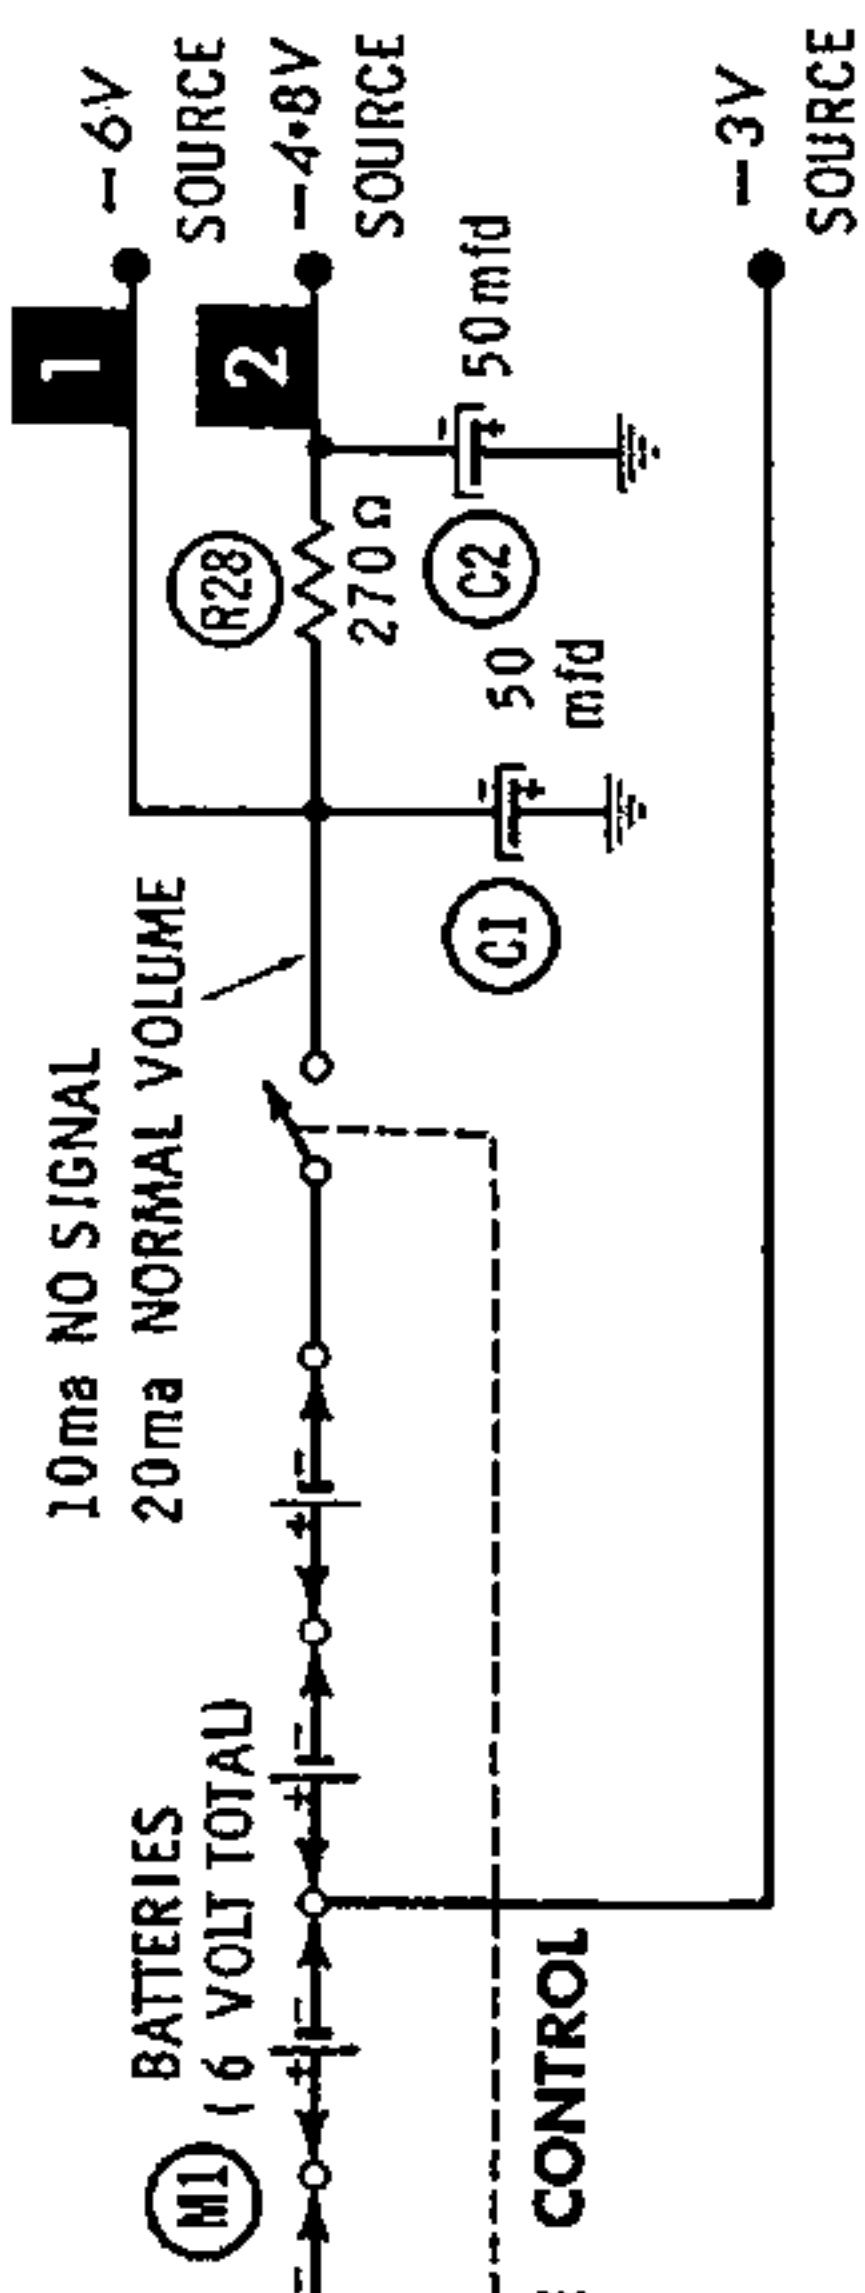 −6V
SOURCE
−4.8V
SOURCE
−3V
SOURCE
1
2
50mfd
R28
270Ω
C2
50
mfd
C1
10ma NO SIGNAL
20ma NORMAL VOLUME
BATTERIES
(6 VOLT TOTAL)
M1
CONTROL